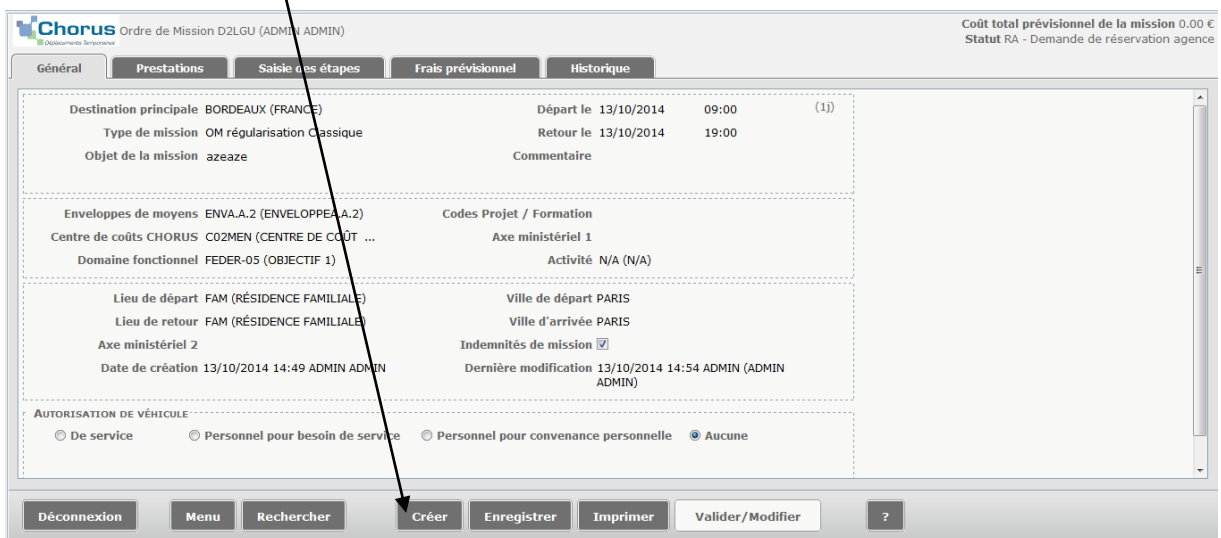 Chorus Ordre de Mission D2LGU (ADMIN ADMIN)
Déplacements Temporaires
Coût total prévisionnel de la mission 0.00 €
Statut RA - Demande de réservation agence
Général Prestations Saisie des étapes Frais prévisionnel Historique
Destination principale BORDEAUX (FRANCE) Départ le 13/10/2014 09:00 (1j)
Type de mission OM régularisation Classique Retour le 13/10/2014 19:00
Objet de la mission azeaze Commentaire
Enveloppes de moyens ENVA.A.2 (ENVELOPPEA.A.2) Codes Projet / Formation
Centre de coûts CHORUS C02MEN (CENTRE DE COÛT ... Axe ministériel 1
Domaine fonctionnel FEDER-05 (OBJECTIF 1) Activité N/A (N/A)
Lieu de départ FAM (RÉSIDENCE FAMILIALE) Ville de départ PARIS
Lieu de retour FAM (RÉSIDENCE FAMILIALE) Ville d'arrivée PARIS
Axe ministériel 2 Indemnités de mission
Date de création 13/10/2014 14:49 ADMIN ADMIN Dernière modification 13/10/2014 14:54 ADMIN (ADMIN
ADMIN)
AUTORISATION DE VÉHICULE
De service Personnel pour besoin de service Personnel pour convenance personnelle Aucune
Déconnexion Menu Rechercher Créer Enregistrer Imprimer Valider/Modifier ?